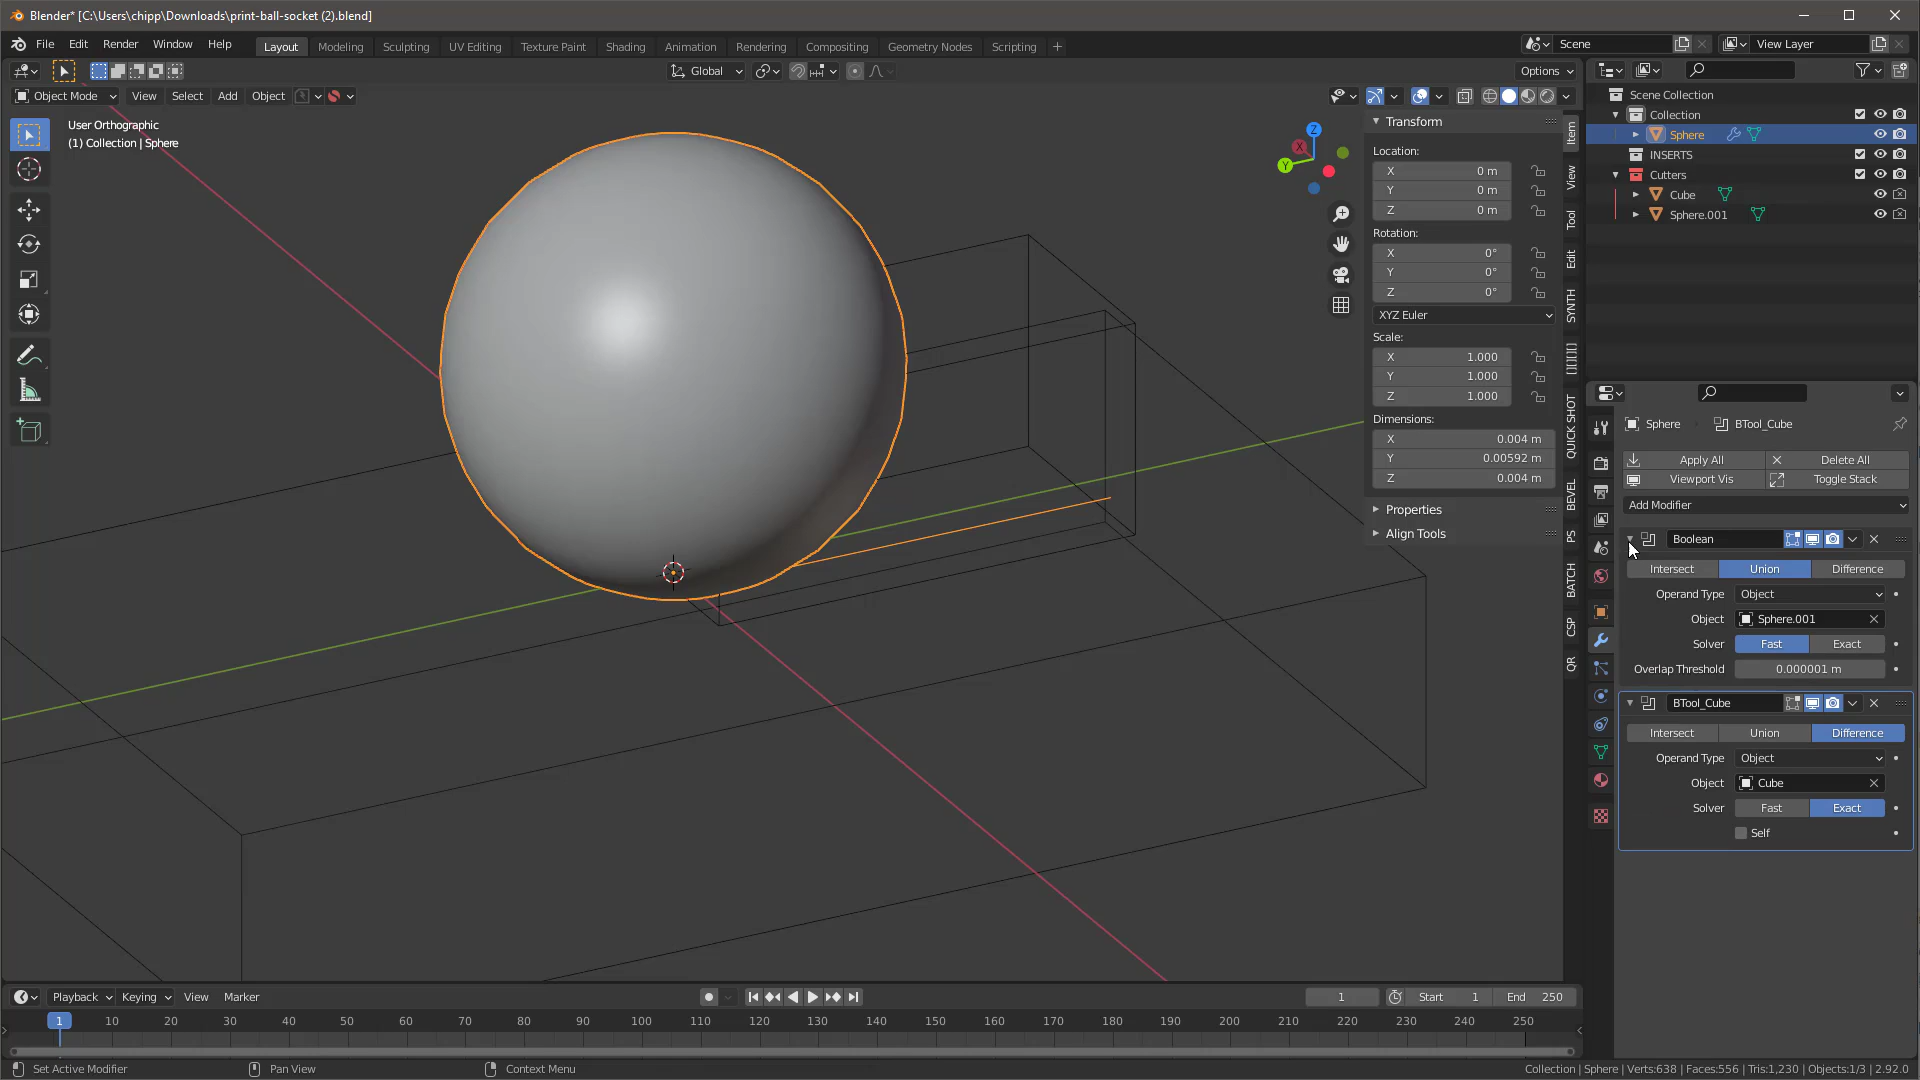 Blender* [C:\Users\chipp\Downloads\print-ball-socket (2).blend]
File Edit Render Window Help
Layout Modeling Sculpting UV Editing Texture Paint Shading Animation Rendering Compositing Geometry Nodes Scripting +
Scene
View Layer
Global
Options
Object Mode View Select Add Object
User Orthographic
(1) Collection | Sphere
Z
X
Y
Transform
Location:
X 0 m
Y 0 m
Z 0 m
Rotation:
X 0°
Y 0°
Z 0°
XYZ Euler
Scale:
X 1.000
Y 1.000
Z 1.000
Dimensions:
X 0.004 m
Y 0.00592 m
Z 0.004 m
Properties
Align Tools
Item
View
Tool
Edit
SYNTH
QUICK SHOT
BEVEL
PS
BATCH
CSP
QR
Scene Collection
Collection
Sphere
INSERTS
Cutters
Cube
Sphere.001
Sphere BTool_Cube
Apply All Delete All
Viewport Vis Toggle Stack
Add Modifier
Boolean
Intersect Union Difference
Operand Type Object
Object Sphere.001
Solver Fast Exact
Overlap Threshold 0.000001 m
BTool_Cube
Intersect Union Difference
Operand Type Object
Object Cube
Solver Fast Exact
Self
Playback Keying View Marker
1 Start 1 End 250
1 10 20 30 40 50 60 70 80 90 100 110 120 130 140 150 160 170 180 190 200 210 220 230 240 250
Set Active Modifier Pan View Context Menu
Collection | Sphere | Verts:638 | Faces:556 | Tris:1,230 | Objects:1/3 | 2.92.0